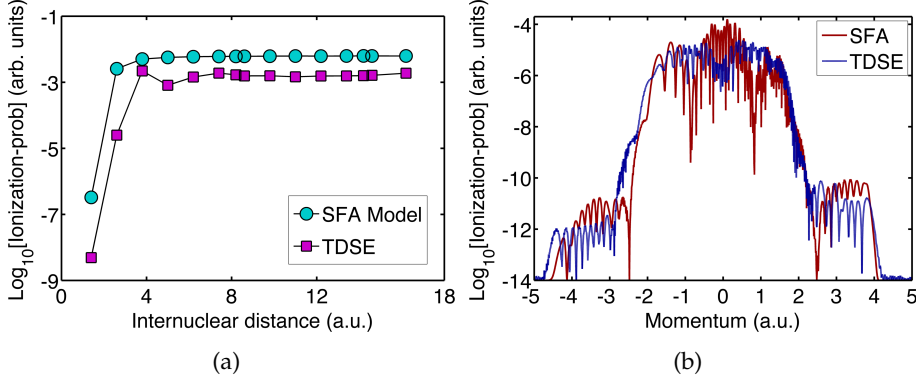 Log10[Ionization-prob] (arb. units)
-1
-3
-5
-7
-9
0
4
8
12
18
Internuclear distance (a.u.)
SFA Model
TDSE
(a)
Log10[Ionization-prob] (arb. units)
-4
-6
-8
-10
-12
-14
-5
-4
-3
-2
-1
0
1
2
3
4
5
Momentum (a.u.)
SFA
TDSE
(b)